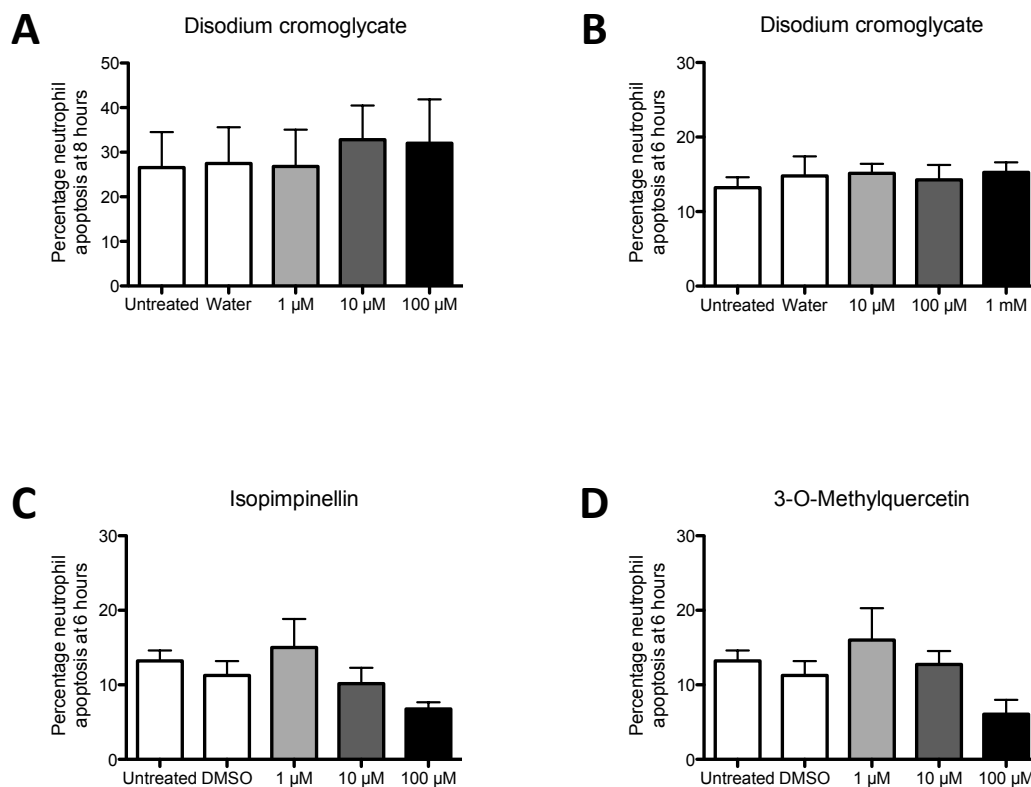 A
Disodium cromoglycate
Percentage neutrophil
apoptosis at 8 hours
50
40
30
20
10
0
Untreated Water 1 µM 10 µM 100 µM
B
Disodium cromoglycate
Percentage neutrophil
apoptosis at 6 hours
30
20
10
0
Untreated Water 10 µM 100 µM 1 mM
C
Isopimpinellin
Percentage neutrophil
apoptosis at 6 hours
30
20
10
0
Untreated DMSO 1 µM 10 µM 100 µM
D
3-O-Methylquercetin
Percentage neutrophil
apoptosis at 6 hours
30
20
10
0
Untreated DMSO 1 µM 10 µM 100 µM